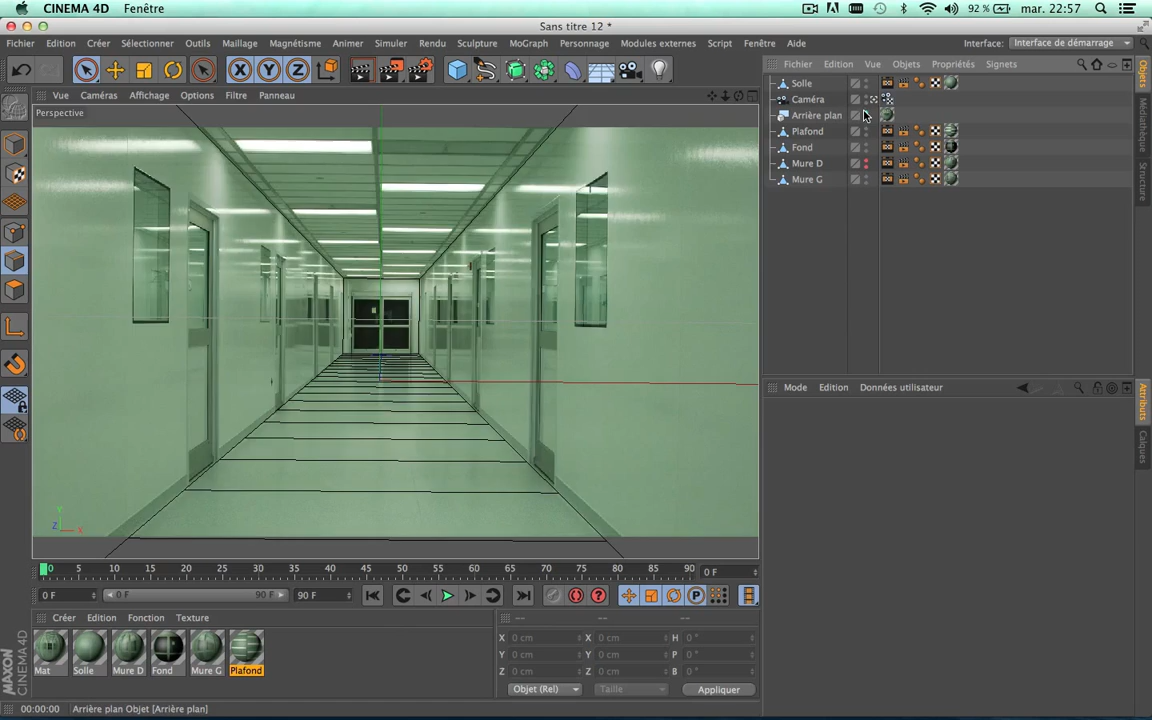 CINEMA 4D Fenêtre 92 % mar. 22:57
Sans titre 12 *
Fichier Edition Créer Sélectionner Outils Maillage Magnétisme Animer Simuler Rendu Sculpture MoGraph Personnage Modules externes Script Fenêtre Aide Interface: Interface de démarrage
X Y Z
Fichier Edition Vue Objets Propriétés Signets
Vue Caméras Affichage Options Filtre Panneau
Perspective
Solle
Caméra
Arrière plan
Plafond
Fond
Mure D
Mure G
Objets
Médiathèque
Structure
Mode Edition Données utilisateur
Attributs
Calques
Y
Z X
0 5 10 15 20 25 30 35 40 45 50 55 60 65 70 75 80 85 90 0 F
0 F 0 F 90 F 90 F
P
Créer Edition Fonction Texture
-- -- --
X 0 cm X 0 cm H 0 °
Y 0 cm Y 0 cm P 0 °
Z 0 cm Z 0 cm B 0 °
Mat Solle Mure D Fond Mure G Plafond
Objet (Rel) Taille Appliquer
MAXON CINEMA 4D
00:00:00 Arrière plan Objet [Arrière plan]